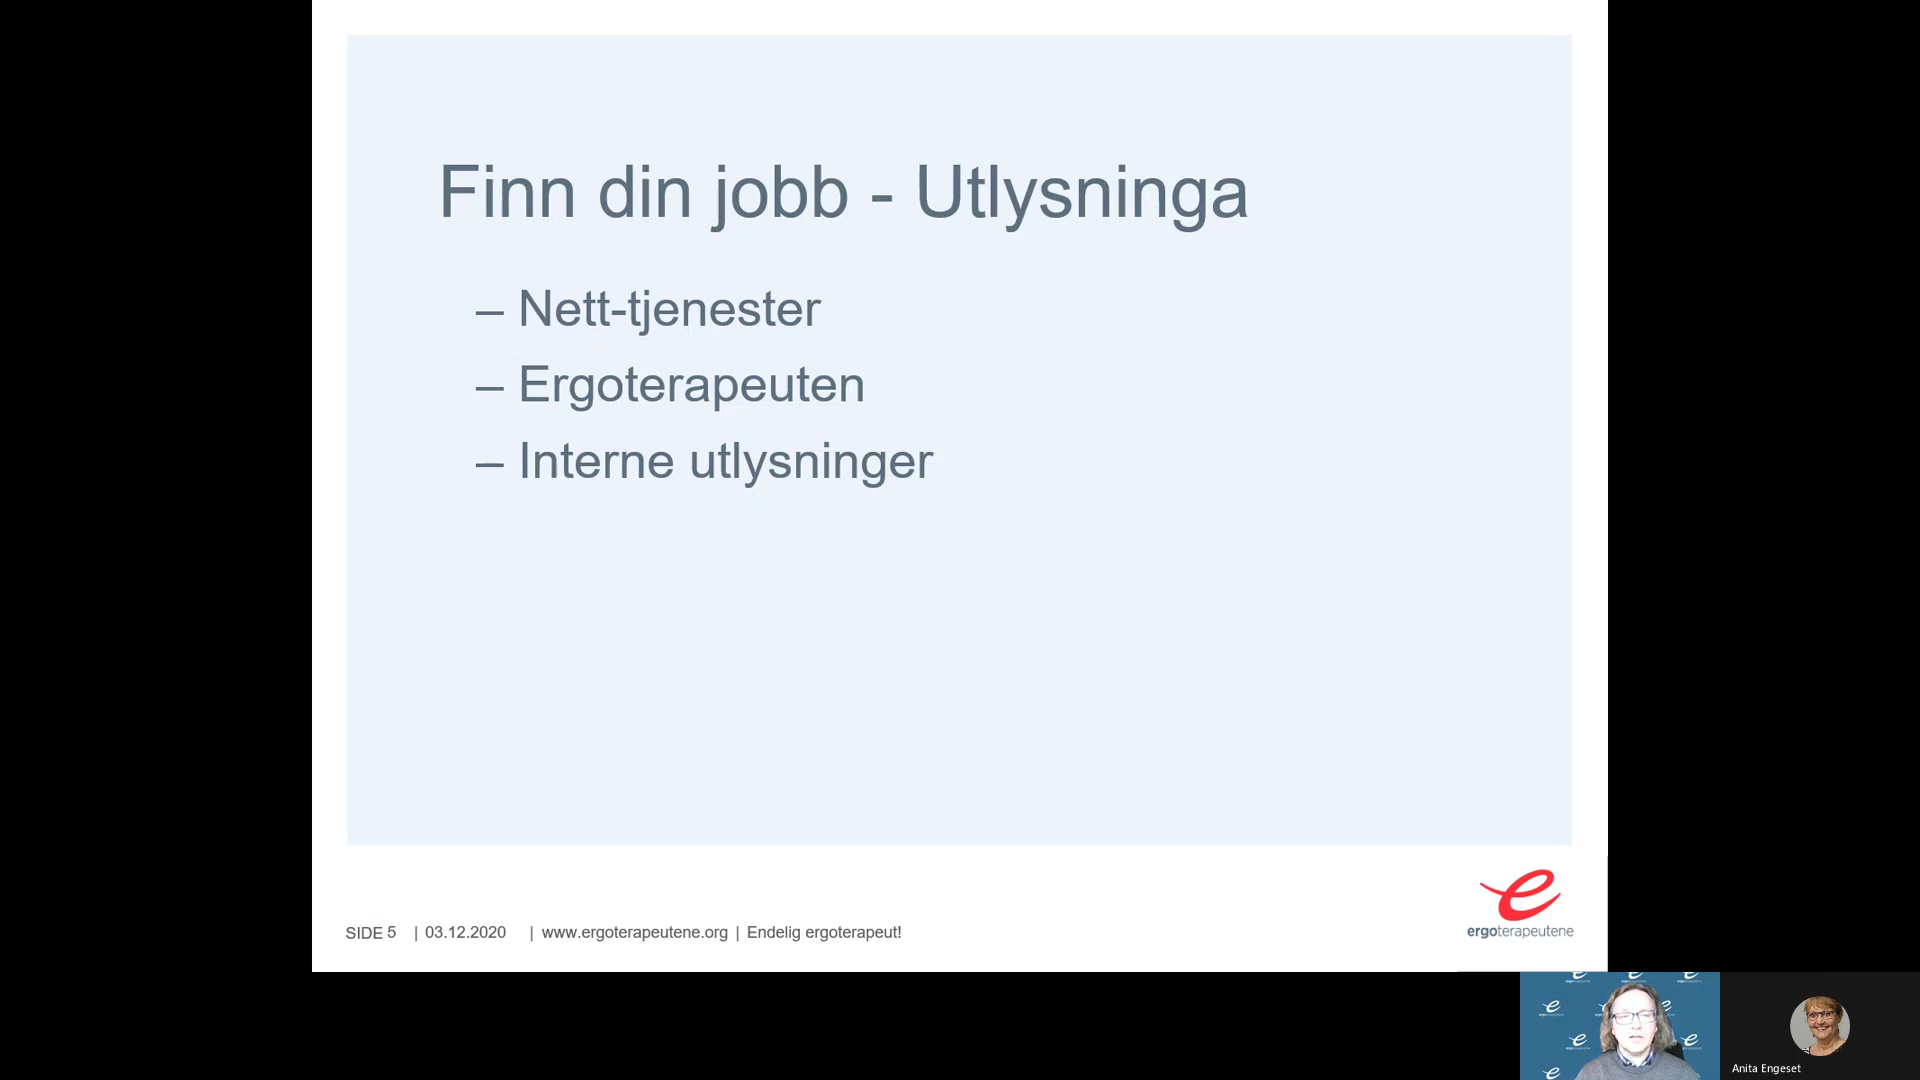 Finn din jobb - Utlysninga
– Nett-tjenester
– Ergoterapeuten
– Interne utlysninger
SIDE 5 | 03.12.2020 | www.ergoterapeutene.org | Endelig ergoterapeut!
ergoterapeutene
Anita Engeset